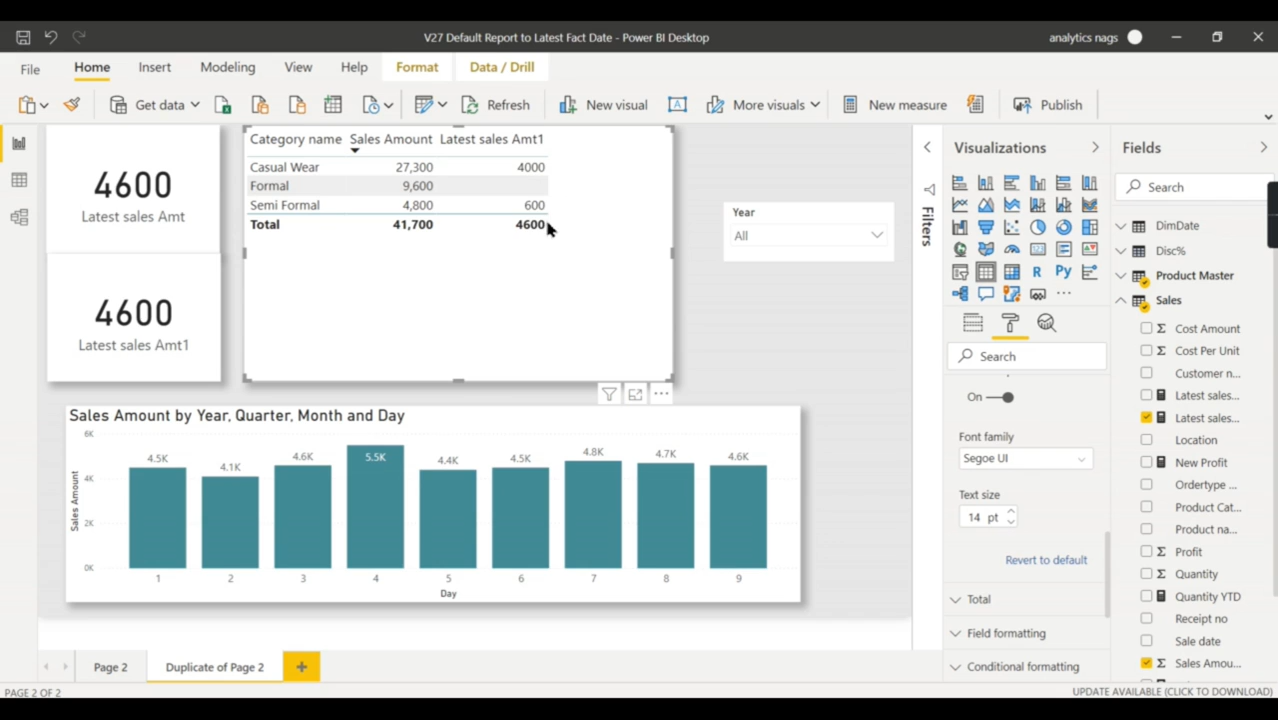 V27 Default Report to Latest Fact Date - Power BI Desktop
analytics nags
File Home Insert Modeling View Help Format Data / Drill
Get data Refresh New visual A More visuals New measure Publish
4600
Latest sales Amt
4600
Latest sales Amt1
Category name Sales Amount Latest sales Amt1
Casual Wear 27,300 4000
Formal 9,600
Semi Formal 4,800 600
Total 41,700 4600
Year
All
Sales Amount by Year, Quarter, Month and Day
Sales Amount
6K
4K
2K
0K
4.5K 4.1K 4.6K 5.5K 4.4K 4.5K 4.8K 4.7K 4.6K
1 2 3 4 5 6 7 8 9
Day
Filters
Visualizations
R Py
Search
On
Font family
Segoe UI
Text size
14 pt
Revert to default
Total
Field formatting
Conditional formatting
Fields
Search
DimDate
Disc%
Product Master
Sales
Σ Cost Amount
Σ Cost Per Unit
Customer n...
Latest sales...
Latest sales...
Location
New Profit
Ordertype ...
Product Cat...
Product na...
Σ Profit
Σ Quantity
Quantity YTD
Receipt no
Sale date
Σ Sales Amou...
Page 2 Duplicate of Page 2 +
PAGE 2 OF 2
UPDATE AVAILABLE (CLICK TO DOWNLOAD)